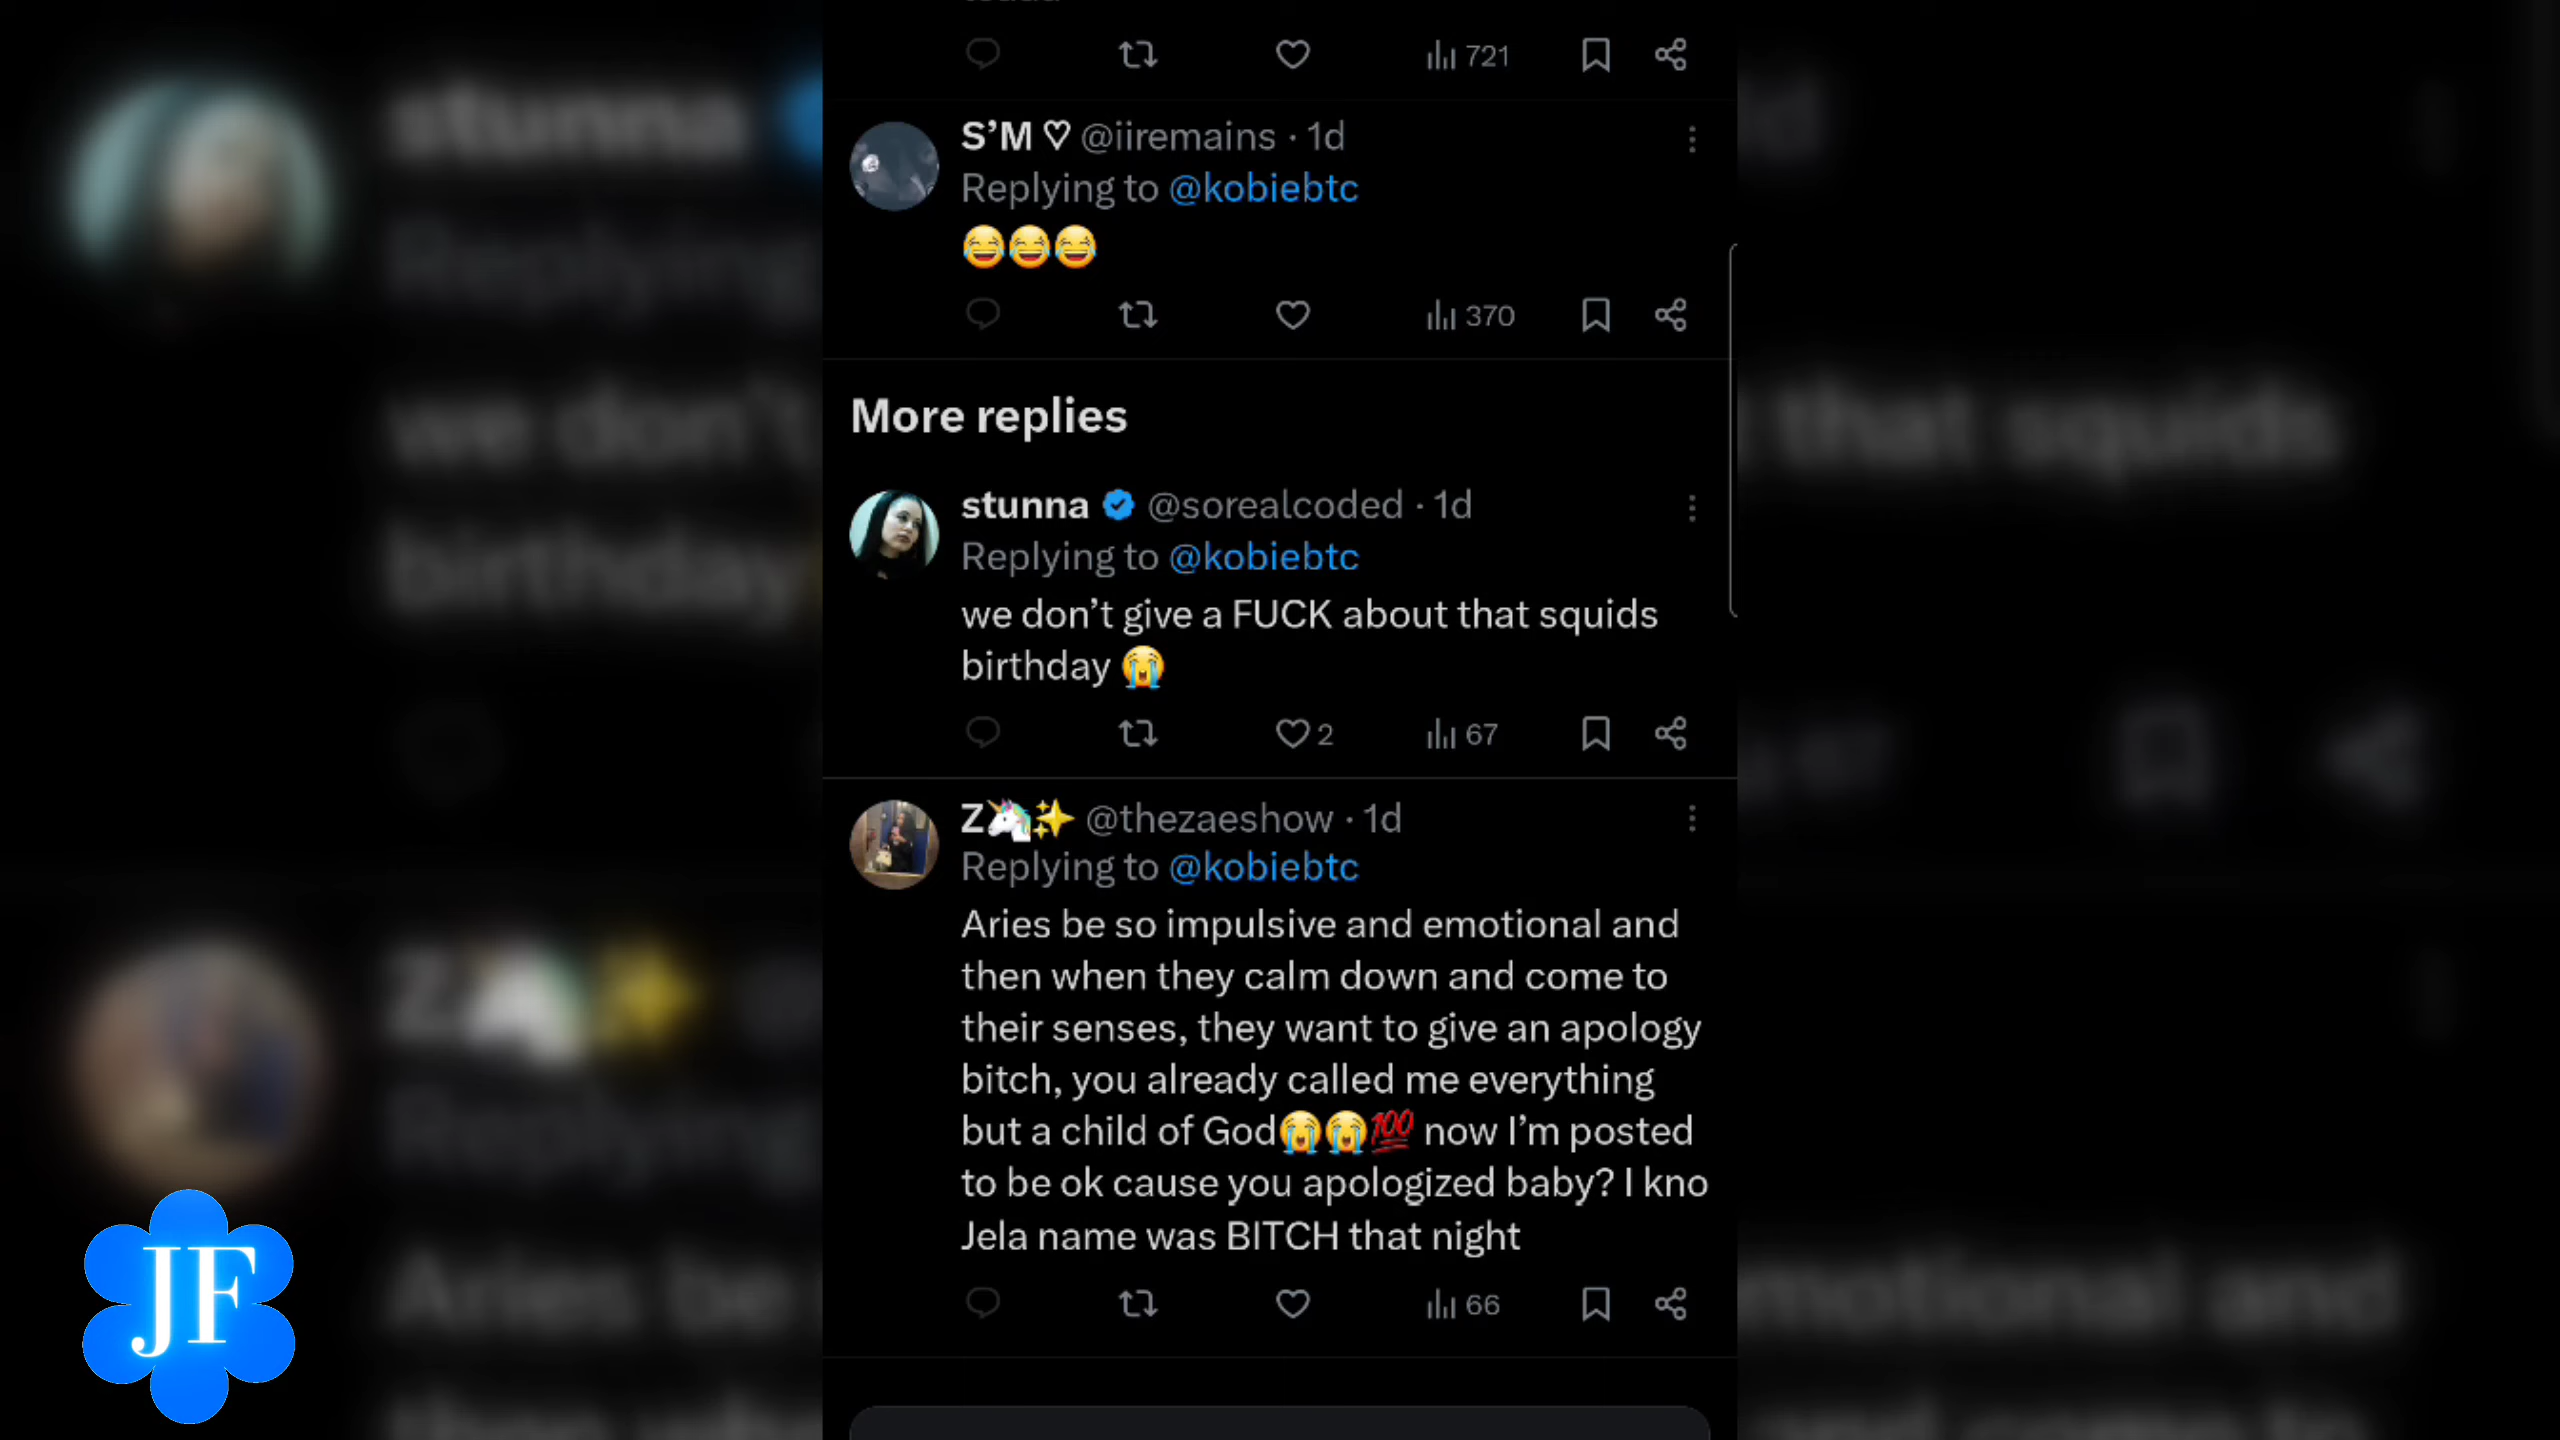 721
S’M ♡ @iiremains · 1d
Replying to @kobiebtc
😂😂😂
370
More replies
stunna @sorealcoded · 1d
Replying to @kobiebtc
we don’t give a FUCK about that squids
birthday 😭
2 67
Z🦄✨ @thezaeshow · 1d
Replying to @kobiebtc
Aries be so impulsive and emotional and
then when they calm down and come to
their senses, they want to give an apology
bitch, you already called me everything
but a child of God😭😭💯 now I’m posted
to be ok cause you apologized baby? I kno
Jela name was BITCH that night
66
JF